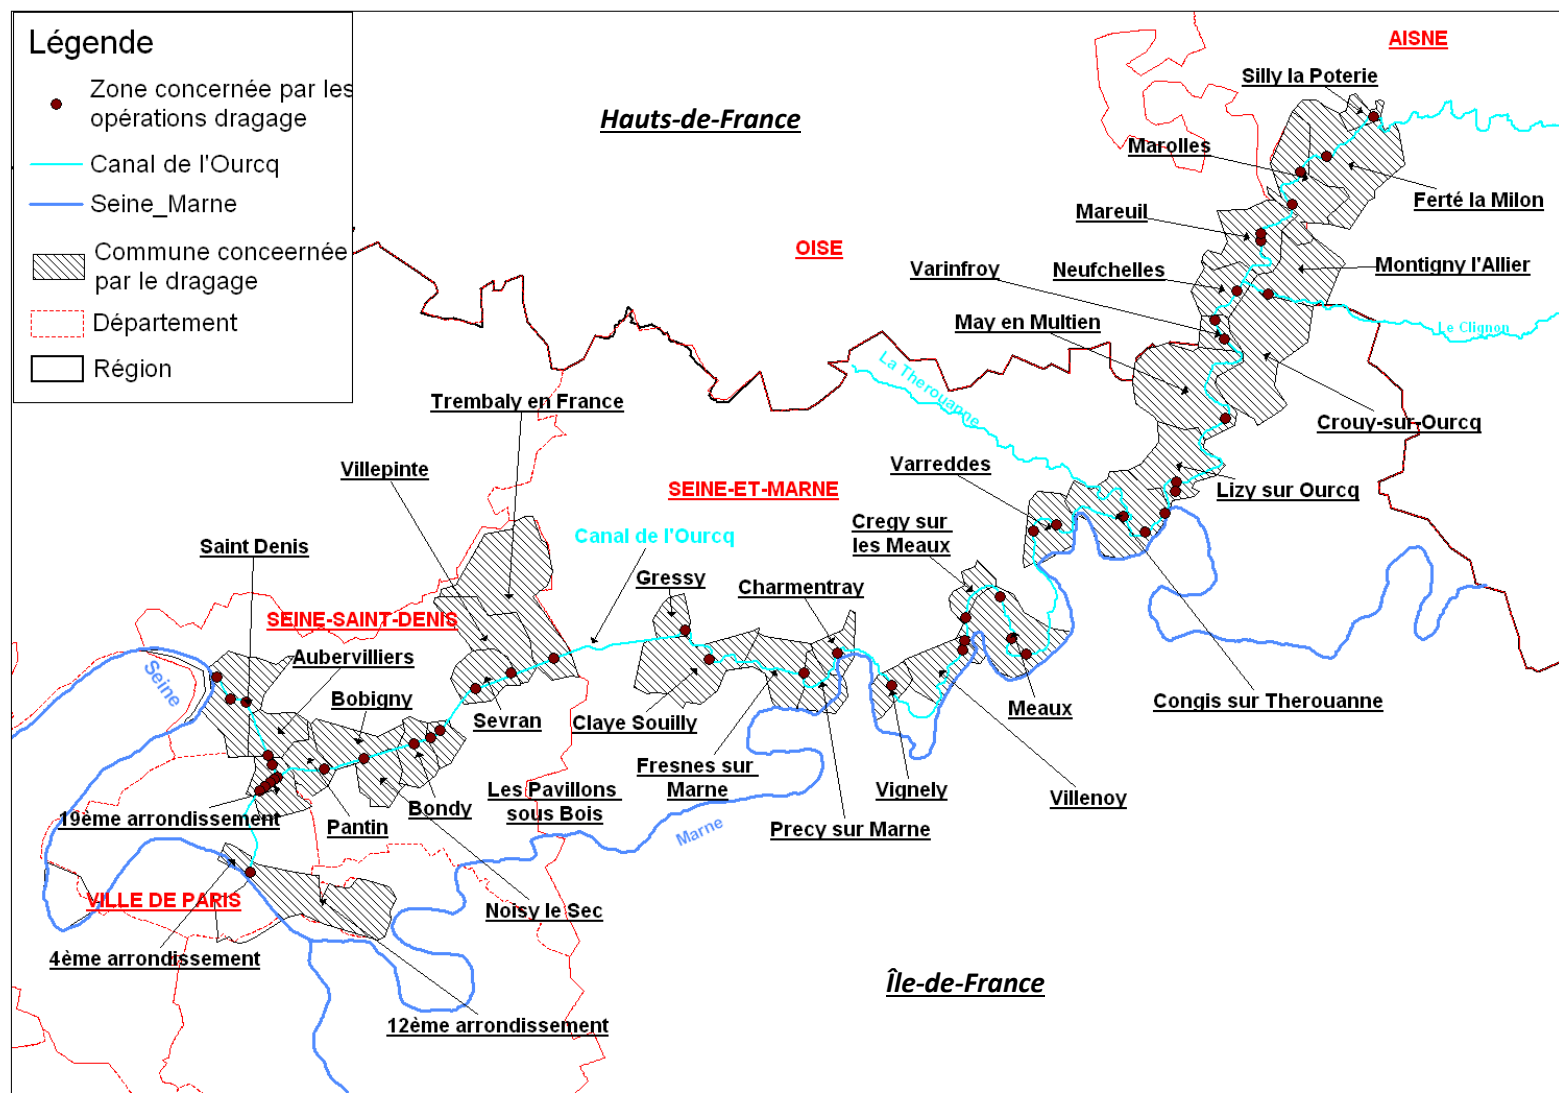 Légende
Zone concernée par les
opérations dragage
Canal de l'Ourcq
Seine_Marne
Commune conceernée
par le dragage
Département
Région
Hauts-de-France
AISNE
Silly la Poterie
Marolles
Ferté la Milon
Mareuil
OISE
Varinfroy
Neufchelles
Montigny l'Allier
May en Multien
Le Clignon
La Therouanne
Trembaly en France
Crouy-sur-Ourcq
Villepinte
Varreddes
SEINE-ET-MARNE
Lizy sur Ourcq
Cregy sur
les Meaux
Saint Denis
Canal de l'Ourcq
Gressy
Charmentray
SEINE-SAINT-DENIS
Aubervilliers
Seine
Bobigny
Sevran
Claye Souilly
Meaux
Congis sur Therouanne
Fresnes sur
Marne
Les Pavillons
sous Bois
Vignely
Villenoy
Bondy
19ème arrondissement
Pantin
Precy sur Marne
Marne
VILLE DE PARIS
Noisy le Sec
4ème arrondissement
Île-de-France
12ème arrondissement